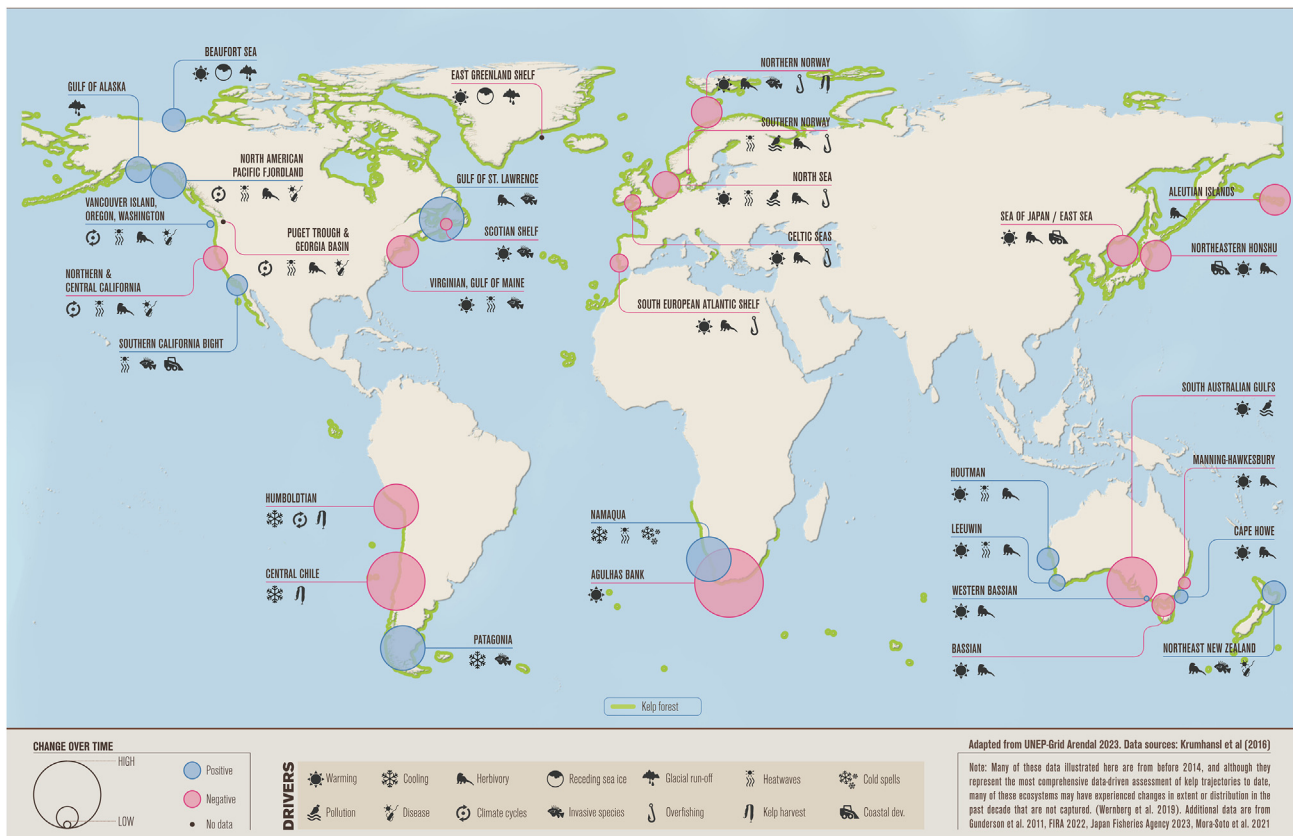 BEAUFORT SEA
GULF OF ALASKA
EAST GREENLAND SHELF
NORTHERN NORWAY
SOUTHERN NORWAY
NORTH AMERICAN
PACIFIC FJORDLAND
GULF OF ST. LAWRENCE
NORTH SEA
ALEUTIAN ISLANDS
VANCOUVER ISLAND,
OREGON, WASHINGTON
PUGET TROUGH &
GEORGIA BASIN
SCOTIAN SHELF
CELTIC SEAS
SEA OF JAPAN / EAST SEA
NORTHEASTERN HONSHU
NORTHERN &
CENTRAL CALIFORNIA
VIRGINIAN, GULF OF MAINE
SOUTH EUROPEAN ATLANTIC SHELF
SOUTHERN CALIFORNIA BIGHT
SOUTH AUSTRALIAN GULFS
MANNING-HAWKESBURY
HOUTMAN
HUMBOLDTIAN
NAMAQUA
LEEUWIN
CAPE HOWE
CENTRAL CHILE
AGULHAS BANK
WESTERN BASSIAN
PATAGONIA
BASSIAN
NORTHEAST NEW ZEALAND
Kelp forest
CHANGE OVER TIME
HIGH
LOW
Positive
Negative
No data
DRIVERS
Warming
Cooling
Herbivory
Receding sea ice
Glacial run-off
Heatwaves
Cold spells
Pollution
Disease
Climate cycles
Invasive species
Overfishing
Kelp harvest
Coastal dev.
Adapted from UNEP-Grid Arendal 2023. Data sources: Krumhansl et al (2016)
Note: Many of these data illustrated here are from before 2014, and although they
represent the most comprehensive data-driven assessment of kelp trajectories to date,
many of these ecosystems may have experienced changes in extent or distribution in the
past decade that are not captured. (Wernberg et al. 2019). Additional data are from
Gunderson et al. 2011, FIRA 2022, Japan Fisheries Agency 2023, Mora-Soto et al. 2021